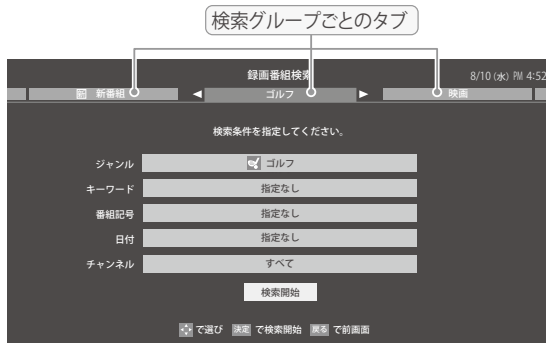 検索グループごとのタブ
録画番組検索
8/10 (水) PM 4:52
新 新番組 ◀ ゴルフ ▶ 映画
検索条件を指定してください。
ジャンル ゴルフ
キーワード 指定なし
番組記号 指定なし
日付 指定なし
チャンネル すべて
検索開始
で選び 決定 で検索開始 戻る で前画面